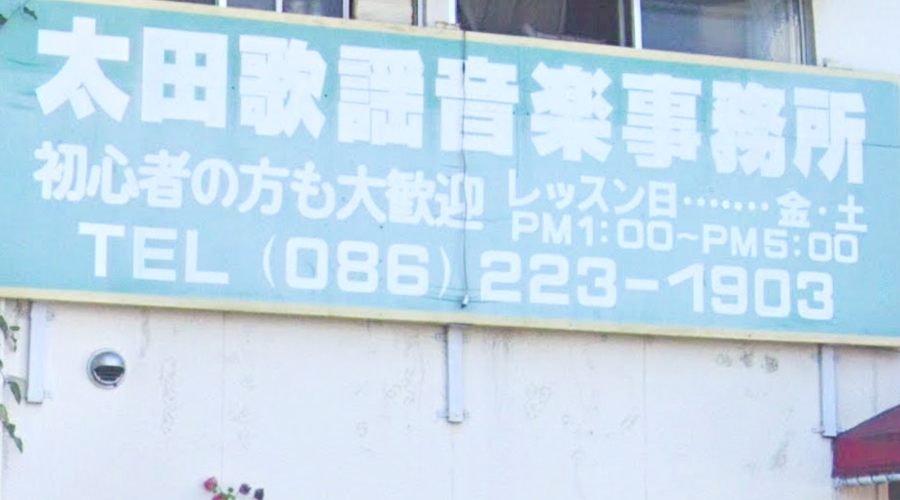 太田歌謡音楽事務所
初心者の方も大歓迎 レッスン日‥‥‥‥金・土
PM1:00~PM5:00
TEL (086) 223-1903